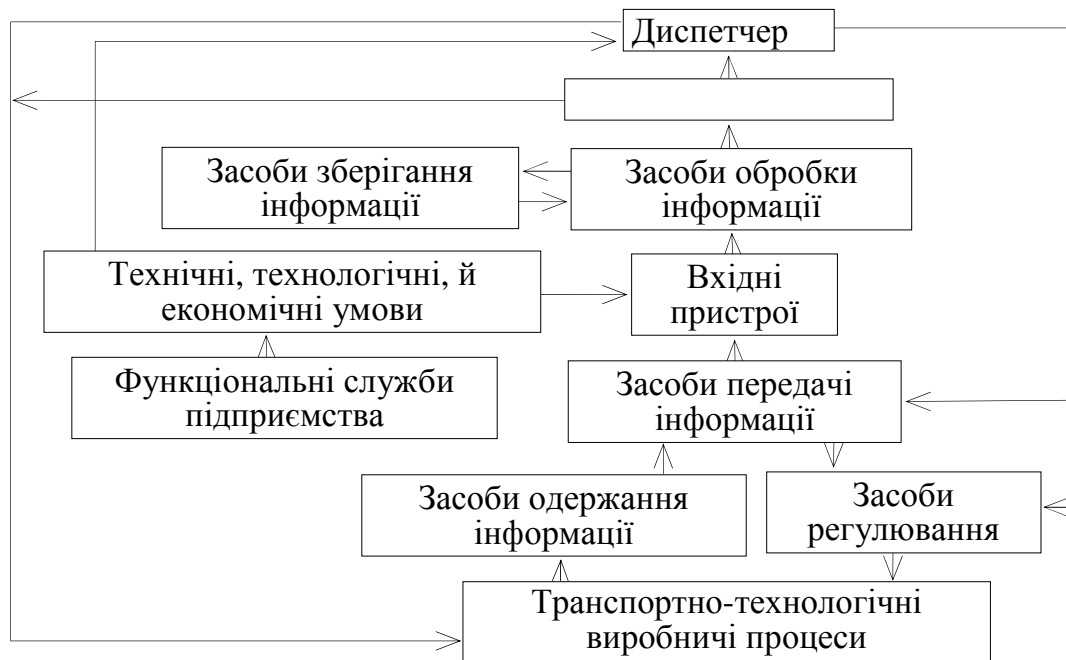 Диспетчер
Засоби зберігання
інформації
Засоби обробки
інформації
Технічні, технологічні, й
економічні умови
Вхідні
пристрої
Функціональні служби
підприємства
Засоби передачі
інформації
Засоби одержання
інформації
Засоби
регулювання
Транспортно-технологічні
виробничі процеси